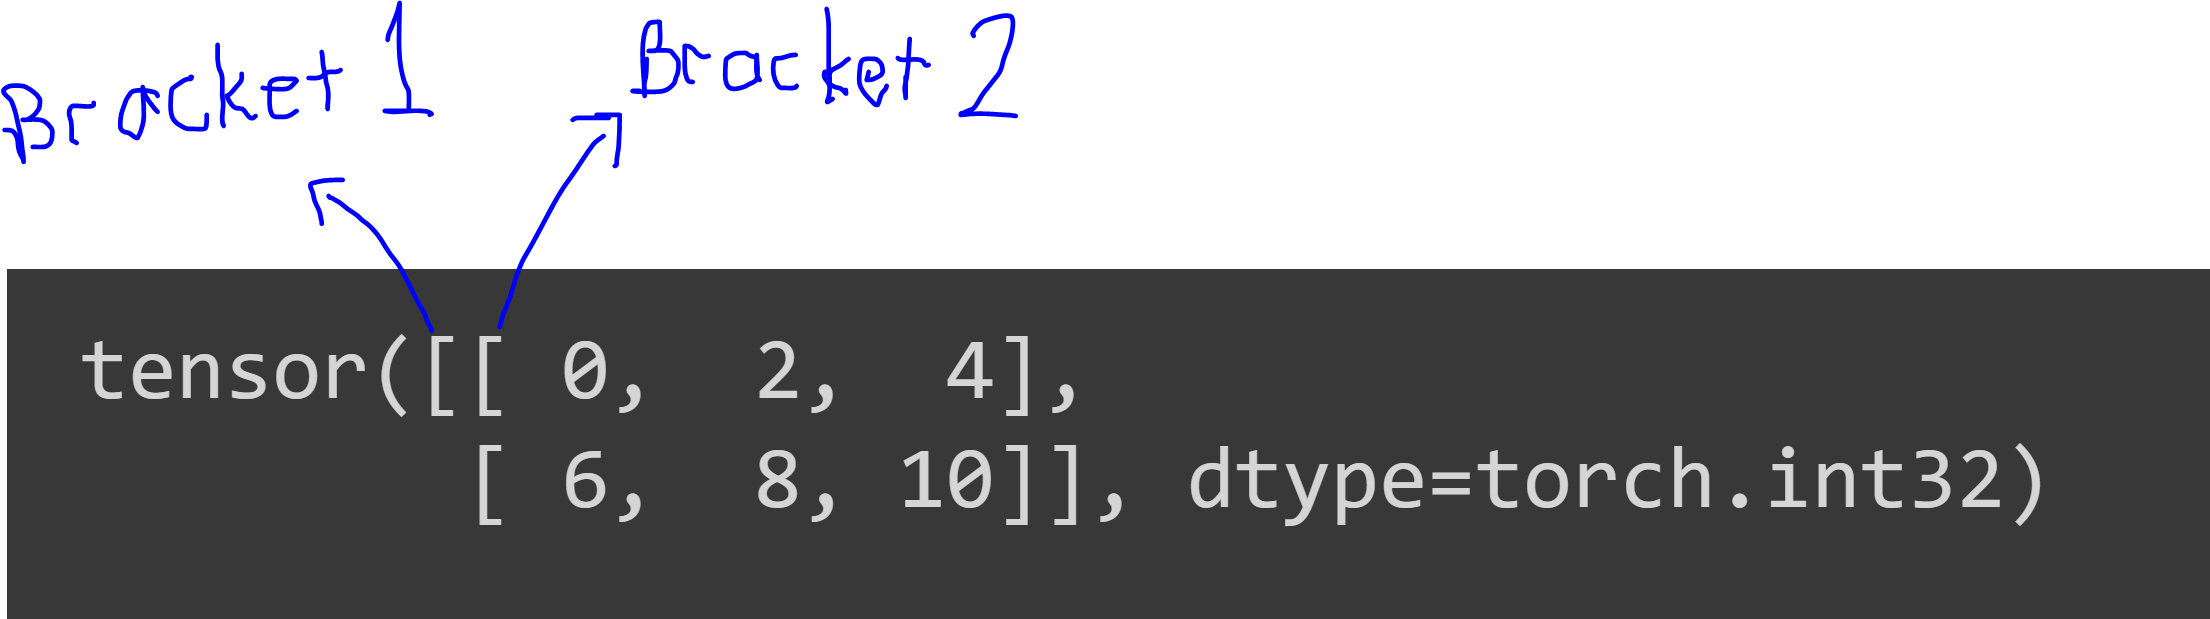 Bracket 1 Bracket 2
tensor([[ 0,  2,  4],
        [ 6,  8, 10]], dtype=torch.int32)